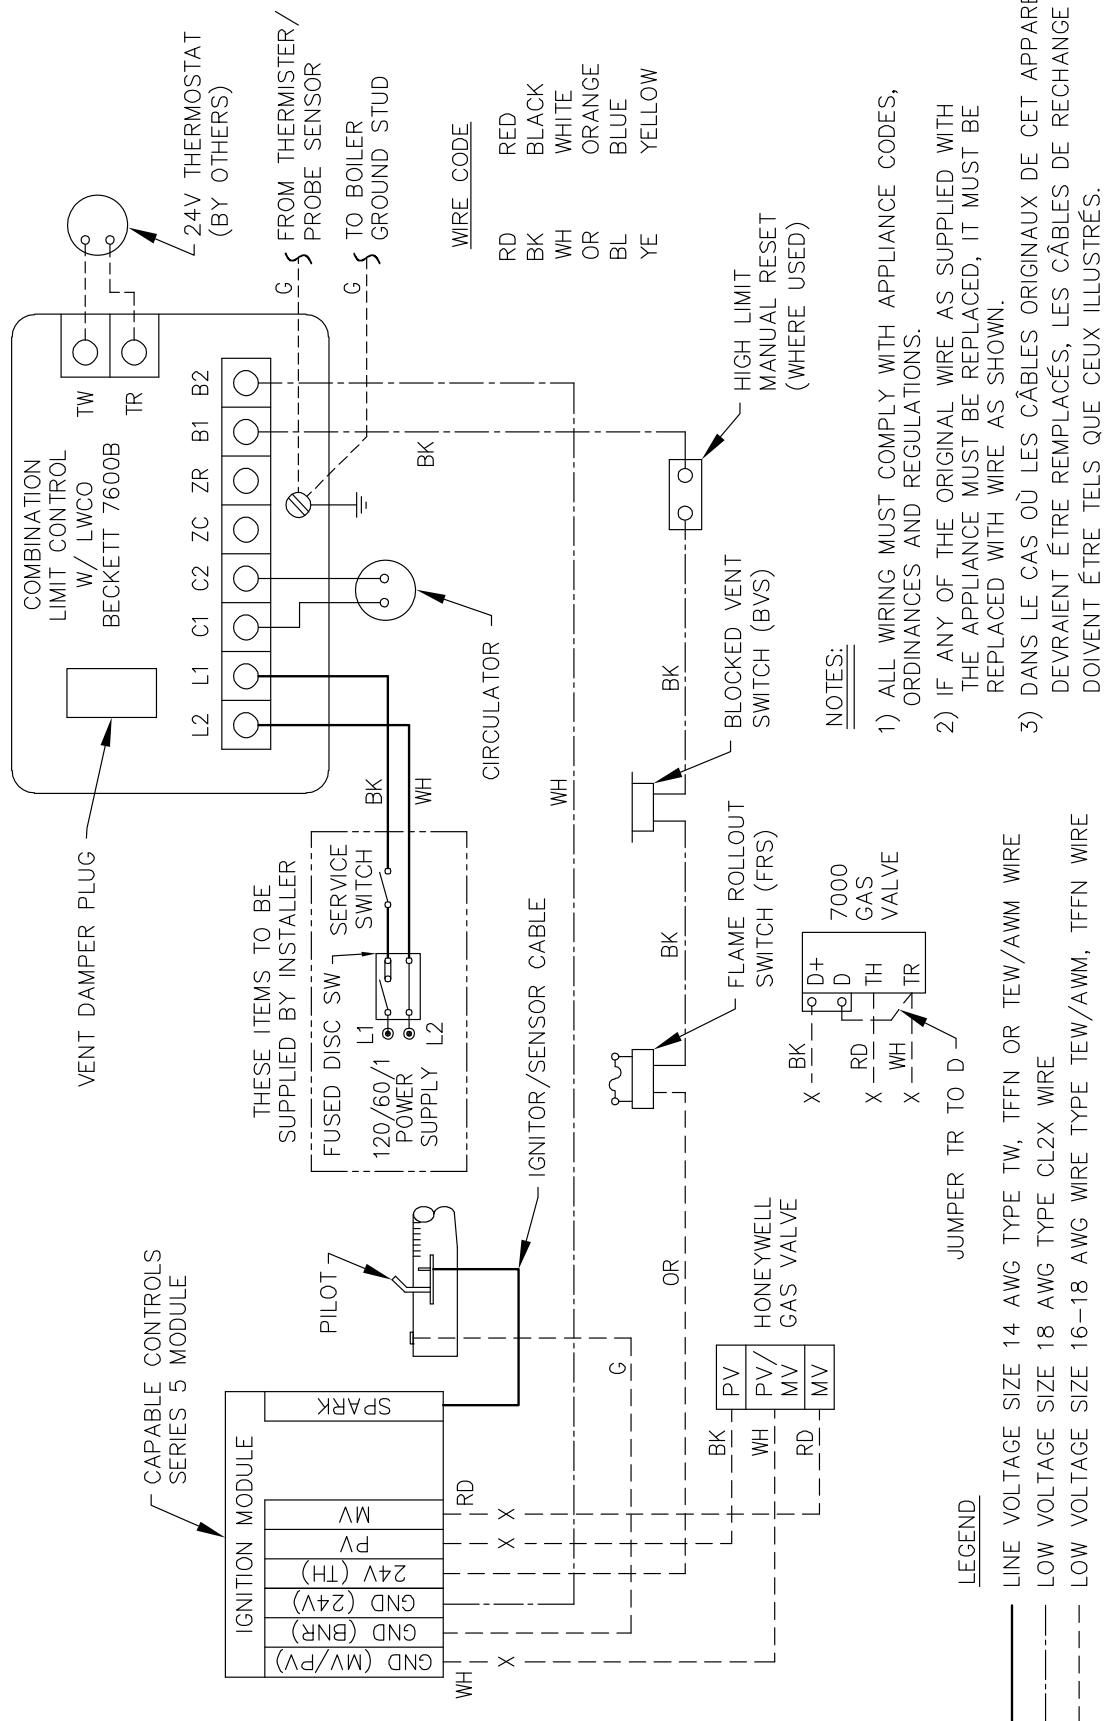 COMBINATION
LIMIT CONTROL
W/ LWCO
BECKETT 7600B
TW
TR
L2
L1
C1
C2
ZC
ZR
B1
B2
24V THERMOSTAT
(BY OTHERS)
G
FROM THERMISTER/
PROBE SENSOR
G
TO BOILER
GROUND STUD
VENT DAMPER PLUG
CIRCULATOR
BK
WH
BK
WIRE CODE
RD RED
BK BLACK
WH WHITE
OR ORANGE
BL BLUE
YE YELLOW
THESE ITEMS TO BE
SUPPLIED BY INSTALLER
FUSED DISC SW
SERVICE
SWITCH
L1
120/60/1
POWER
SUPPLY
L2
CAPABLE CONTROLS
SERIES 5 MODULE
IGNITION MODULE
GND (MV/PV)
GND (BNR)
GND (24V)
24V (TH)
PV
MV
SPARK
PILOT
IGNITOR/SENSOR CABLE
WH
WH
X
X
X
RD
G
OR
BK
BK
HIGH LIMIT
MANUAL RESET
(WHERE USED)
BLOCKED VENT
SWITCH (BVS)
FLAME ROLLOUT
SWITCH (FRS)
BK
WH
RD
PV
PV/
MV
MV
HONEYWELL
GAS VALVE
X
BK
X
RD
X
WH
D+
D
TH
TR
7000
GAS
VALVE
JUMPER TR TO D
NOTES:
1) ALL WIRING MUST COMPLY WITH APPLIANCE CODES,
ORDINANCES AND REGULATIONS.
2) IF ANY OF THE ORIGINAL WIRE AS SUPPLIED WITH
THE APPLIANCE MUST BE REPLACED, IT MUST BE
REPLACED WITH WIRE AS SHOWN.
3) DANS LE CAS OÙ LES CÂBLES ORIGINAUX DE CET APPARE
DEVRAIENT ÉTRE REMPLACÉS, LES CÂBLES DE RECHANGE
DOIVENT ÉTRE TELS QUE CEUX ILLUSTRÉS.
LEGEND
LINE VOLTAGE SIZE 14 AWG TYPE TW, TFFN OR TEW/AWM WIRE
LOW VOLTAGE SIZE 18 AWG TYPE CL2X WIRE
LOW VOLTAGE SIZE 16-18 AWG WIRE TYPE TEW/AWM, TFFN WIRE